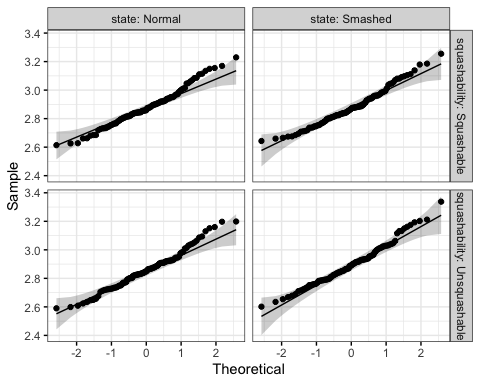 state: Normal
state: Smashed
3.4
3.2
3.0
2.8
2.6
2.4
squashability: Squashable
3.4
3.2
3.0
2.8
2.6
2.4
squashability: Unsquashable
Sample
-2 -1 0 1 2
-2 -1 0 1 2
Theoretical